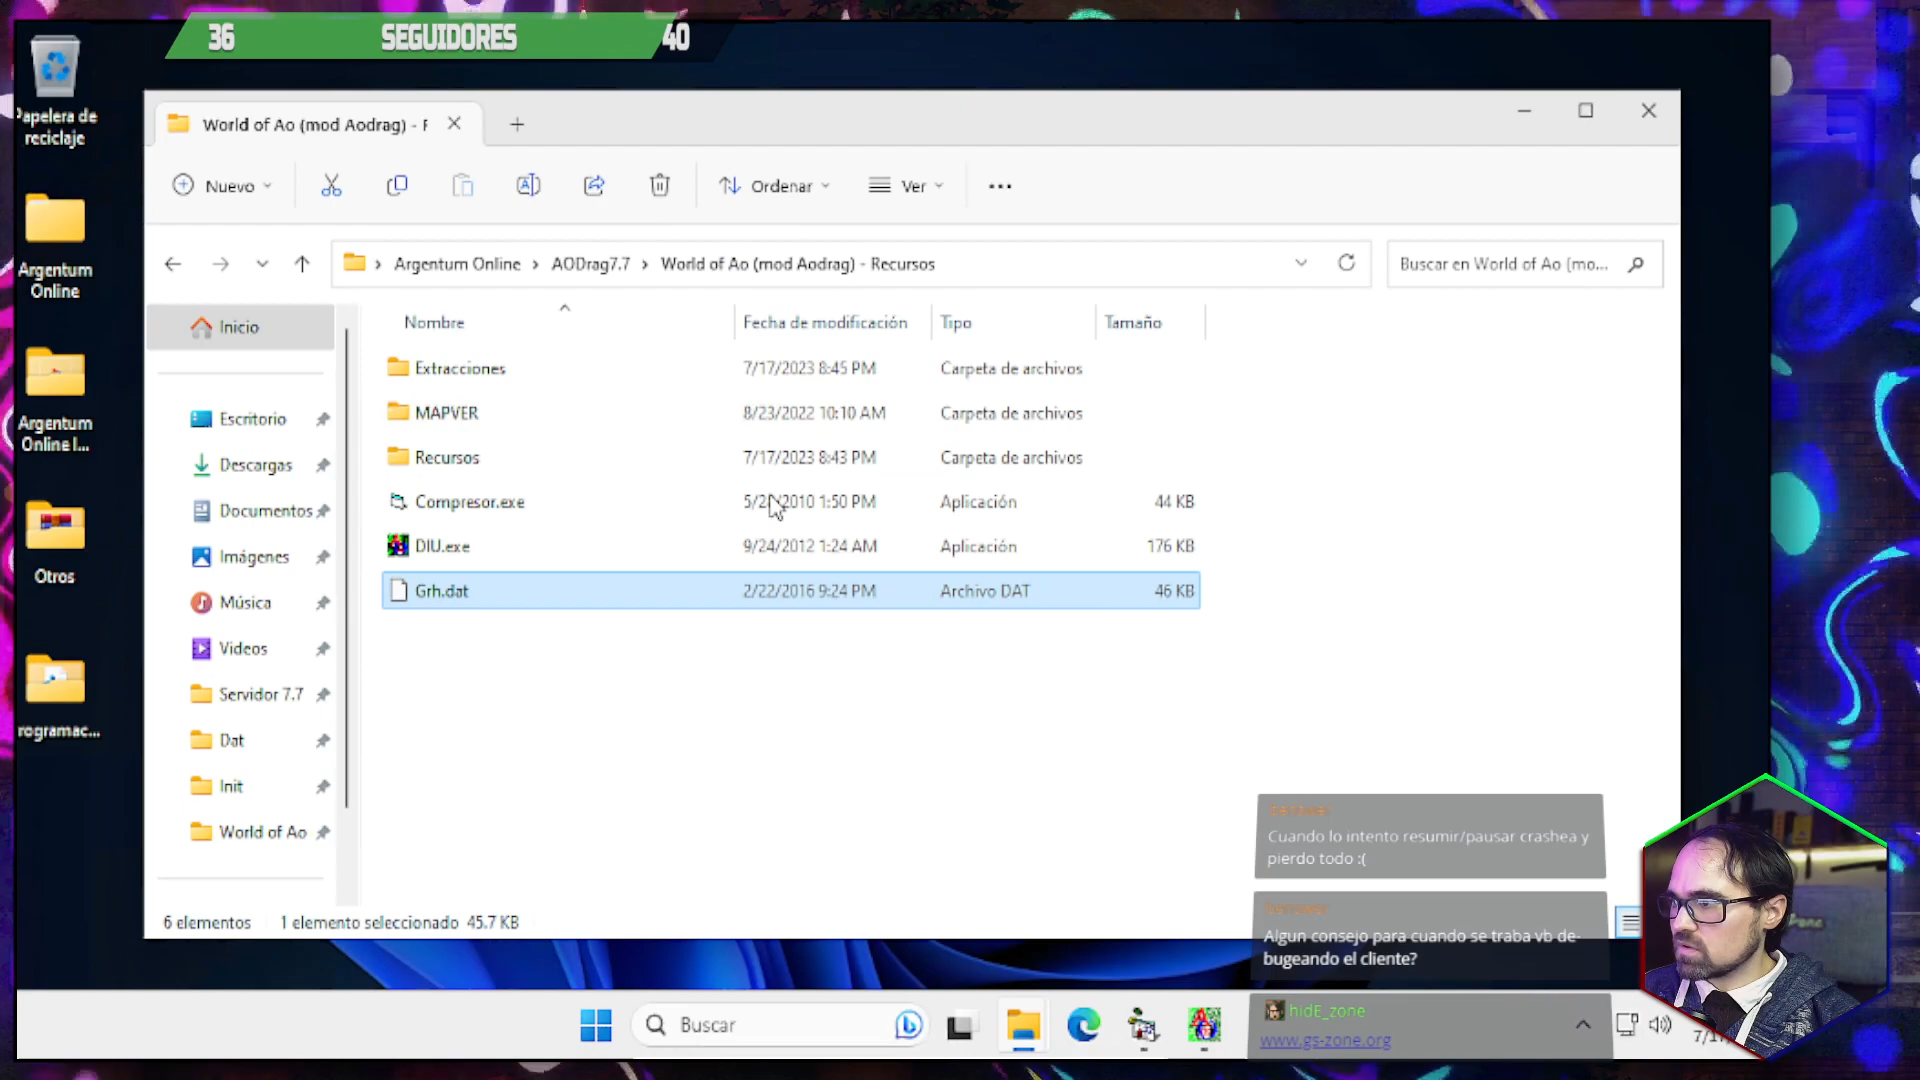 36 SEGUIDORES 40
Papelera de
reciclaje
Argentum
Online
Argentum
Online I...
Otros
rogramac...
World of Ao (mod Aodrag) - F
Nuevo
Ordenar
Ver
Argentum Online › AODrag7.7 › World of Ao (mod Aodrag) - Recursos
Buscar en World of Ao (mo...
Inicio
Escritorio
Descargas
Documentos
Imágenes
Música
Videos
Servidor 7.7
Dat
Init
World of Ao
Nombre Fecha de modificación Tipo Tamaño
Extracciones 7/17/2023 8:45 PM Carpeta de archivos
MAPVER 8/23/2022 10:10 AM Carpeta de archivos
Recursos 7/17/2023 8:43 PM Carpeta de archivos
Compresor.exe 2010 1:50 PM Aplicación 44 KB
DIU.exe 9/24/2012 1:24 AM Aplicación 176 KB
Grh.dat 2/22/2016 9:24 PM Archivo DAT 46 KB
6 elementos 1 elemento seleccionado 45.7 KB
Cuando lo intento resumir/pausar crashea y
pierdo todo :(
Algun consejo para cuando se traba vb de-
bugeando el cliente?
hidE_zone
www.gs-zone.org
Buscar